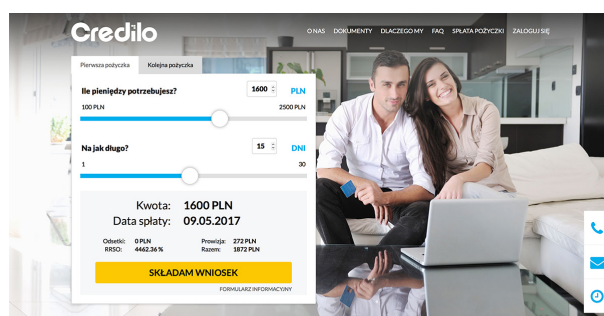 Credilo
O NAS DOKUMENTY DLACZEGO MY FAQ SPŁATA POŻYCZKI ZALOGUJ SIĘ
Pierwsza pożyczka Kolejna pożyczka
Ile pieniędzy potrzebujesz? 1600 PLN
100 PLN 2500 PLN
Na jak długo? 15 DNI
1 30
Kwota: 1600 PLN
Data spłaty: 09.05.2017
Odsetki: 0 PLN Prowizja: 272 PLN
RRSO: 4462.36 % Razem: 1872 PLN
SKŁADAM WNIOSEK
FORMULARZ INFORMACYJNY